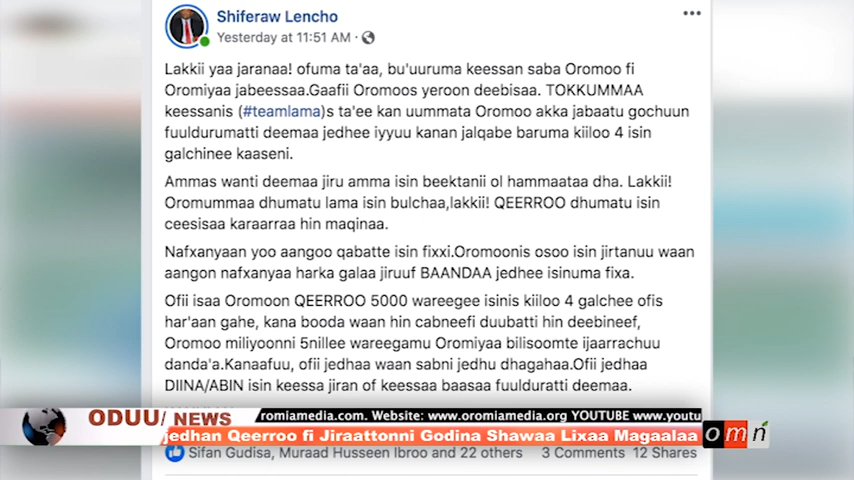 Shiferaw Lencho
Yesterday at 11:51 AM ·
Lakkii yaa jaranaa! ofuma ta'aa, bu'uuruma keessan saba Oromoo fi
Oromiyaa jabeessaa.Gaafii Oromoos yeroon deebisaa. TOKKUMMAA
keessanis (#teamlama)s ta'ee kan uummata Oromoo akka jabaatu gochuun
fuuldurumatti deemaa jedhee iyyuu kanan jalqabe baruma kiiloo 4 isin
galchinee kaaseni.
Ammas wanti deemaa jiru amma isin beektanii ol hammaataa dha. Lakkii!
Oromummaa dhumatu lama isin bulchaa,lakkii! QEERROO dhumatu isin
ceesisaa karaarraa hin maqinaa.
Nafxanyaan yoo aangoo qabatte isin fixxi.Oromoonis osoo isin jirtanuu waan
aangon nafxanyaa harka galaa jiruuf BAANDAA jedhee isinuma fixa.
Ofii isaa Oromoon QEERROO 5000 wareegee isinis kiiloo 4 galchee ofis
har'aan gahe, kana booda waan hin cabneefi duubatti hin deebineef,
Oromoo miliyoonni 5nillee wareegamu Oromiyaa bilisoomte ijaarrachuu
danda'a.Kanaafuu, ofii jedhaa waan sabni jedhu dhagahaa.Ofii jedhaa
DIINA/ABIN isin keessa jiran of keessaa baasaa fuulduratti deemaa.
ODUU/ NEWS
romiamedia.com. Website: www.oromiamedia.org YOUTUBE www.youtu
jedhan Qeerroo fi Jiraattonni Godina Shawaa Lixaa Magaalaa
omn
Sifan Gudisa, Muraad Husseen Ibroo and 22 others 3 Comments 12 Shares